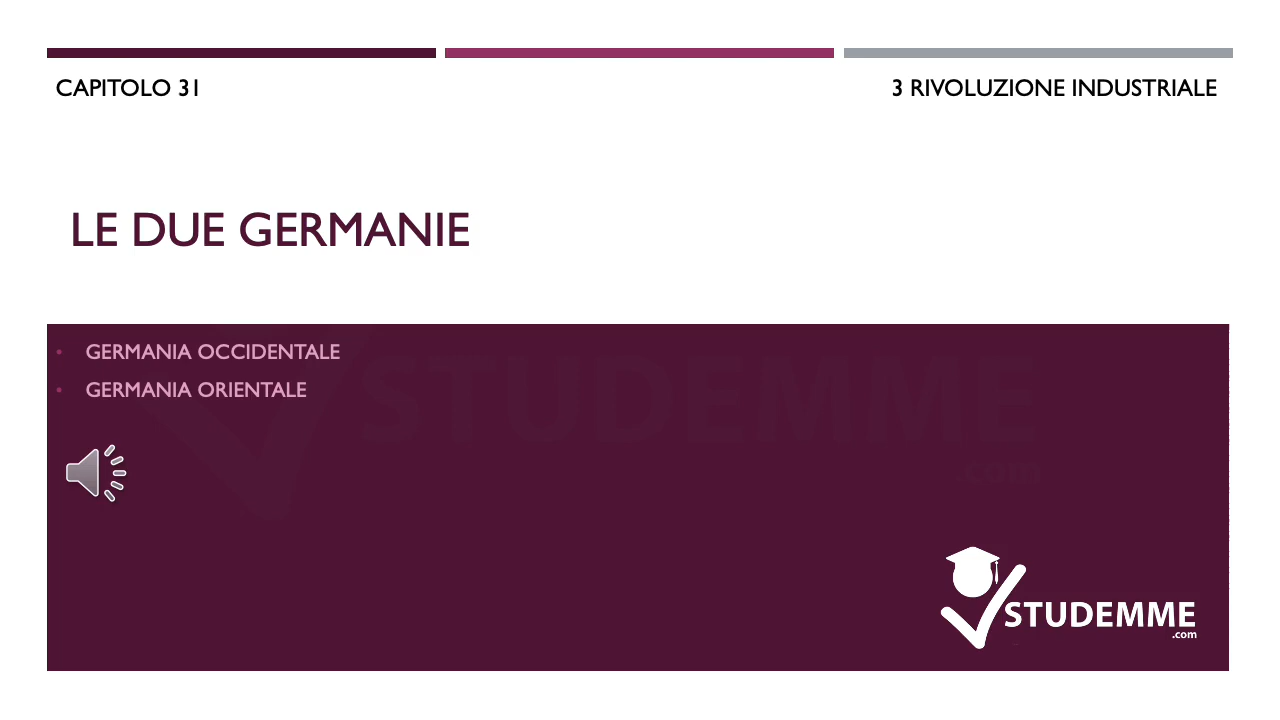 CAPITOLO 31
3 RIVOLUZIONE INDUSTRIALE
LE DUE GERMANIE
• GERMANIA OCCIDENTALE
• GERMANIA ORIENTALE
STUDEMME
.com
STUDEMME
.com